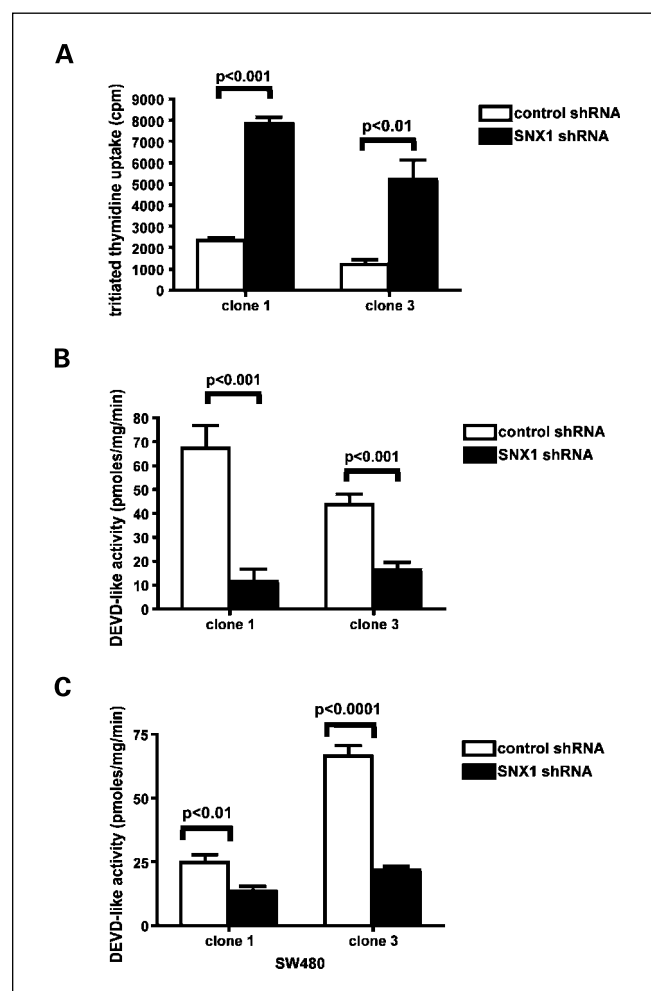 A
p<0.001
p<0.01
control shRNA
SNX1 shRNA
tritiated thymidine uptake (cpm)
9000
8000
7000
6000
5000
4000
3000
2000
1000
0
clone 1
clone 3
B
p<0.001
p<0.001
control shRNA
SNX1 shRNA
DEVD-like activity (pmoles/mg/min)
80
70
60
50
40
30
20
10
0
clone 1
clone 3
C
p<0.0001
p<0.01
control shRNA
SNX1 shRNA
DEVD-like activity (pmoles/mg/min)
75
50
25
0
clone 1
clone 3
SW480